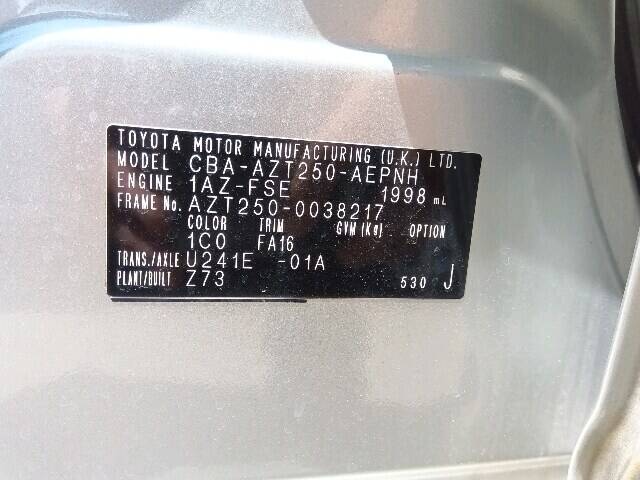 TOYOTA MOTOR MANUFACTURING (U.K.) LTD.
MODEL CBA-AZT250-AEPNH
ENGINE 1AZ-FSE 1998 mL
FRAME No. AZT250-0038217
COLOR TRIM GVM(Kg) OPTION
1C0 FA16
TRANS./AXLE U241E -01A
PLANT/BUILT Z73 530 J